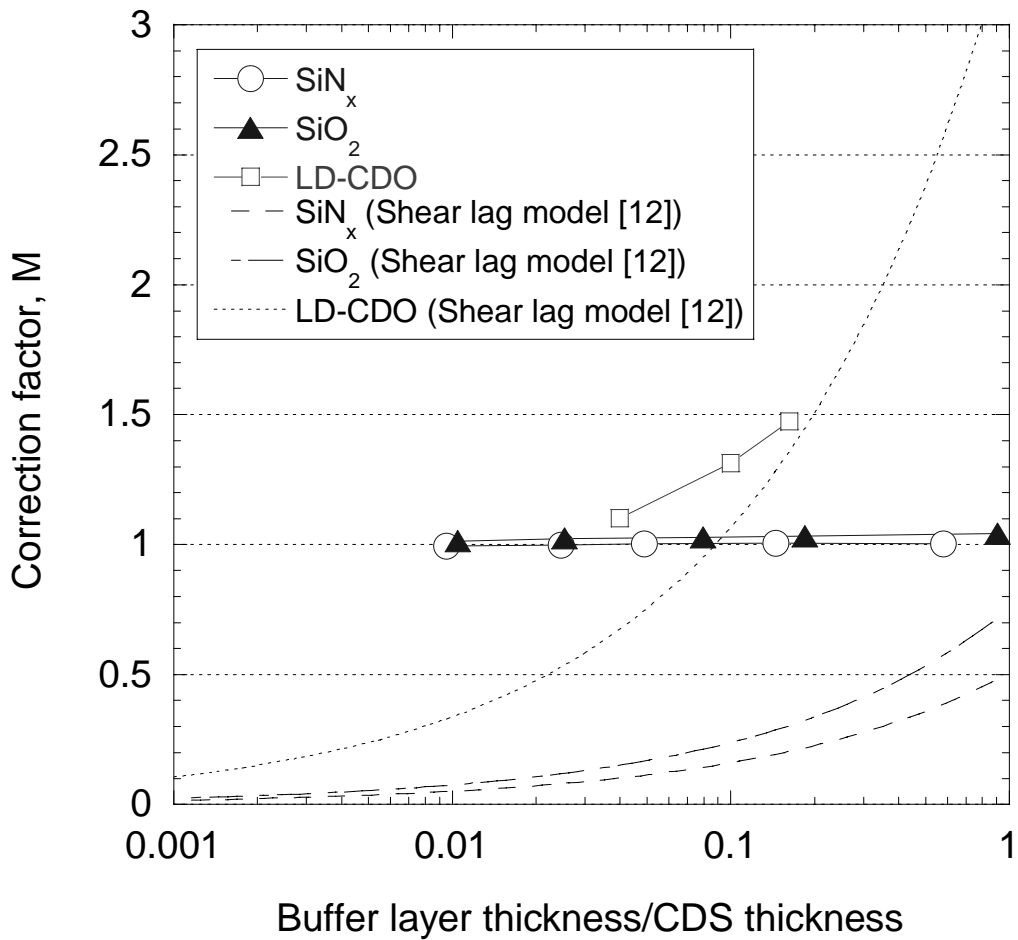 3
2.5
2
1.5
1
0.5
0
Correction factor, M
SiNx
SiO2
LD-CDO
SiNx (Shear lag model [12])
SiO2 (Shear lag model [12])
LD-CDO (Shear lag model [12])
0.001 0.01 0.1 1
Buffer layer thickness/CDS thickness